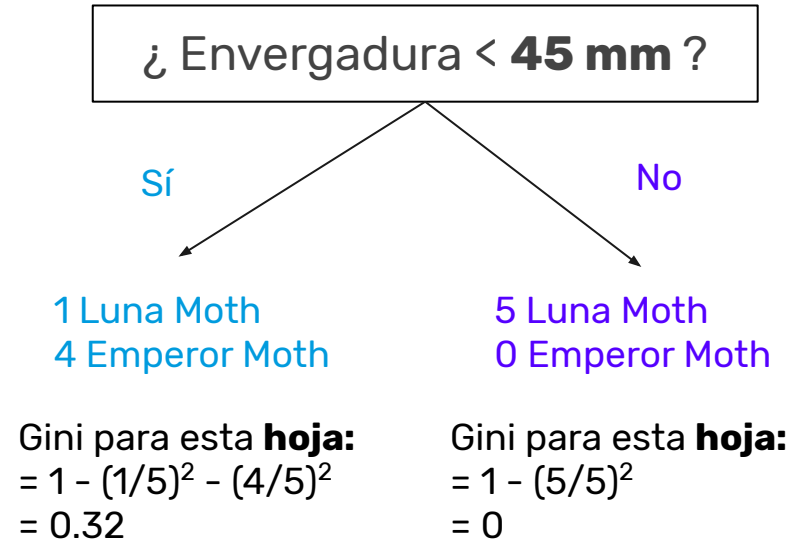 ¿ Envergadura < 45 mm ?
Sí
No
1 Luna Moth
4 Emperor Moth
5 Luna Moth
0 Emperor Moth
Gini para esta hoja:
= 1 - (1/5)² - (4/5)²
= 0.32
Gini para esta hoja:
= 1 - (5/5)²
= 0